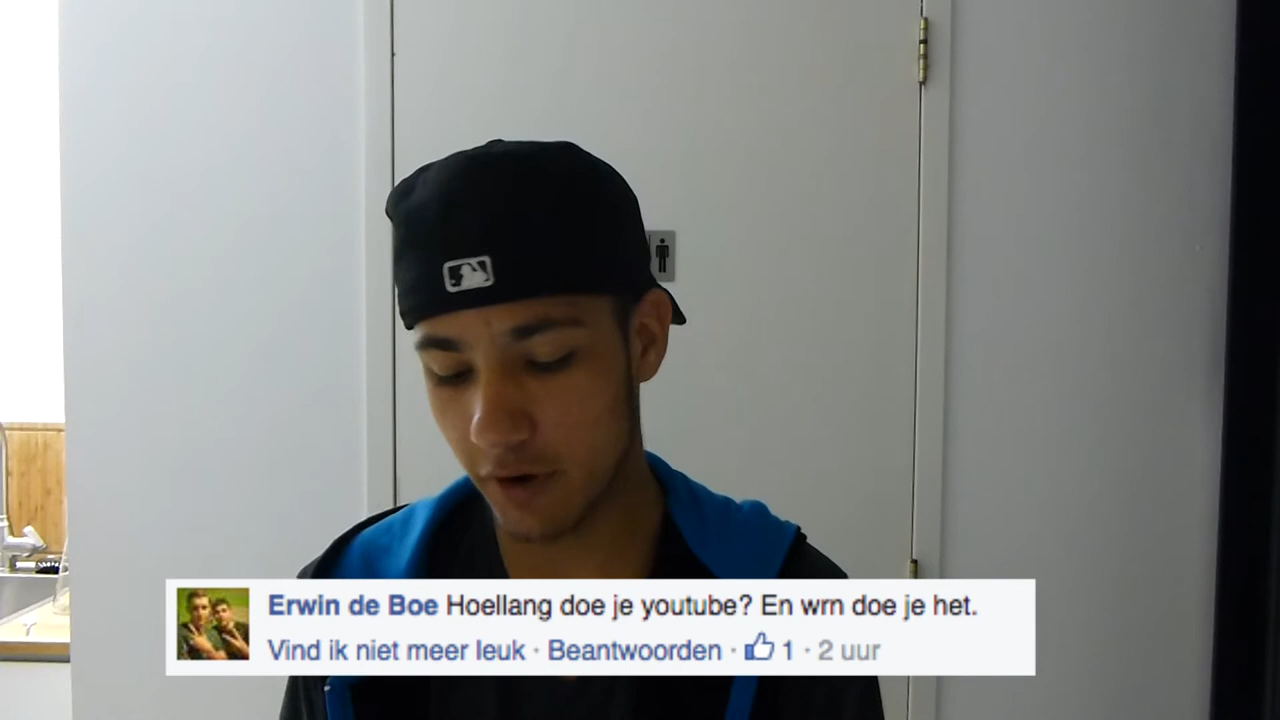 Erwin de Boe Hoellang doe je youtube? En wrn doe je het.
Vind ik niet meer leuk · Beantwoorden · 1 · 2 uur